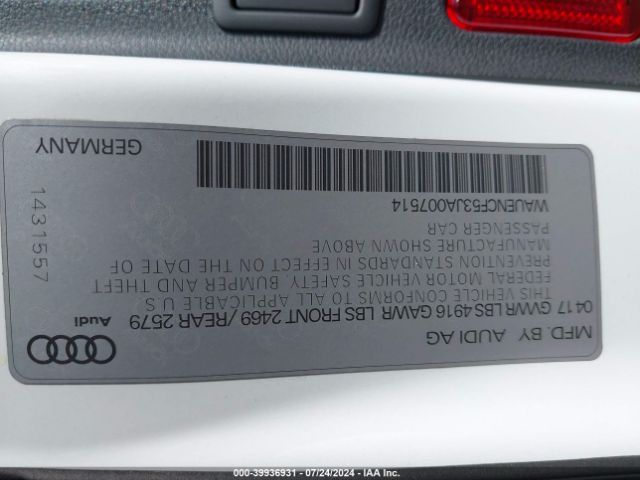 MFD. BY AUDI AG
Audi
04 17 GVWR LBS 4916 GAWR LBS FRONT 2469 / REAR 2579
THIS VEHICLE CONFORMS TO ALL APPLICABLE U.S
FEDERAL MOTOR VEHICLE SAFETY, BUMPER AND THEFT
PREVENTION STANDARDS IN EFFECT ON THE DATE OF
MANUFACTURE SHOWN ABOVE
PASSENGER CAR
WAUENCF53JA007514
1431557
GERMANY
000-39936931 - 07/24/2024 - IAA Inc.